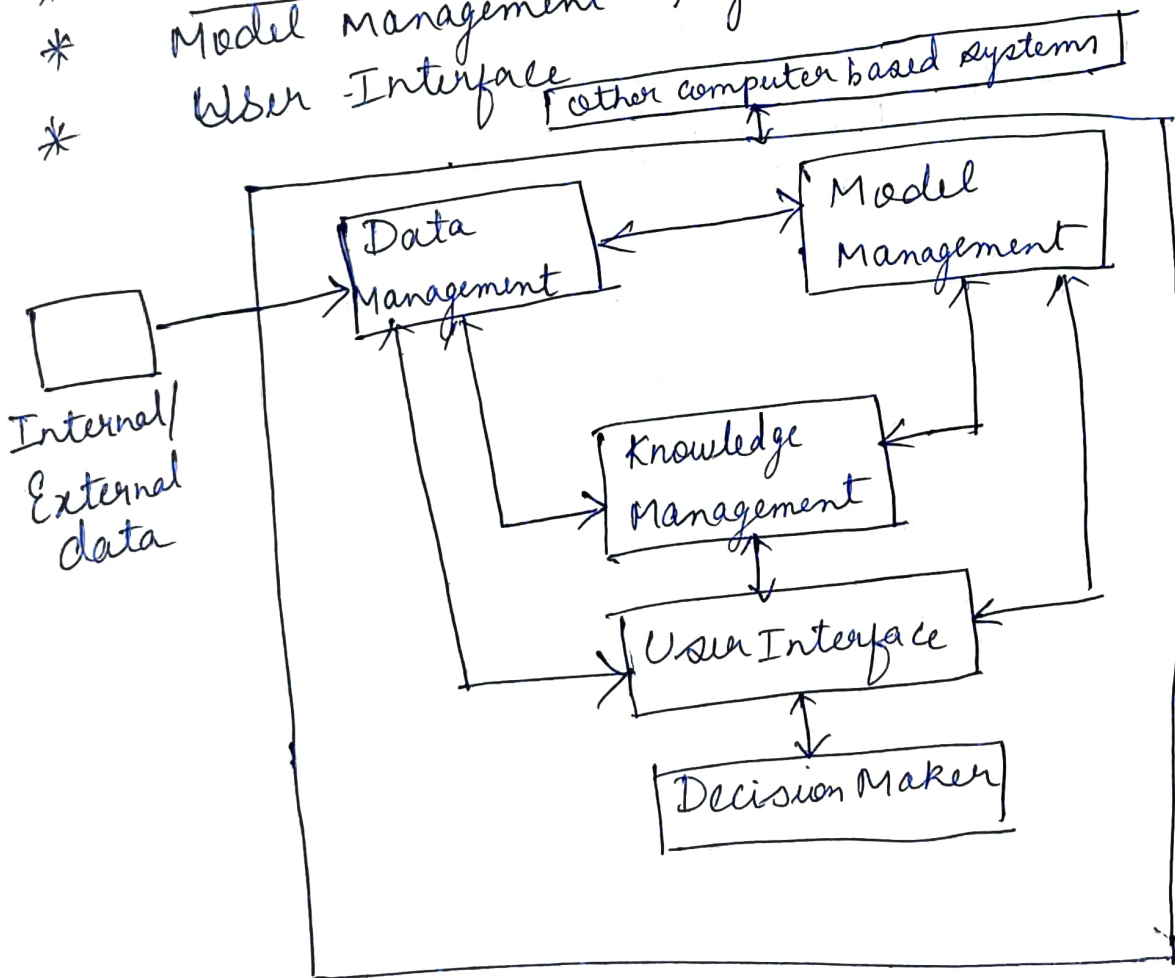 * Model Management
* User Interface
other computer based systems
Data
Management
Model
Management
Internal/
External
data
Knowledge
Management
User Interface
Decision Maker